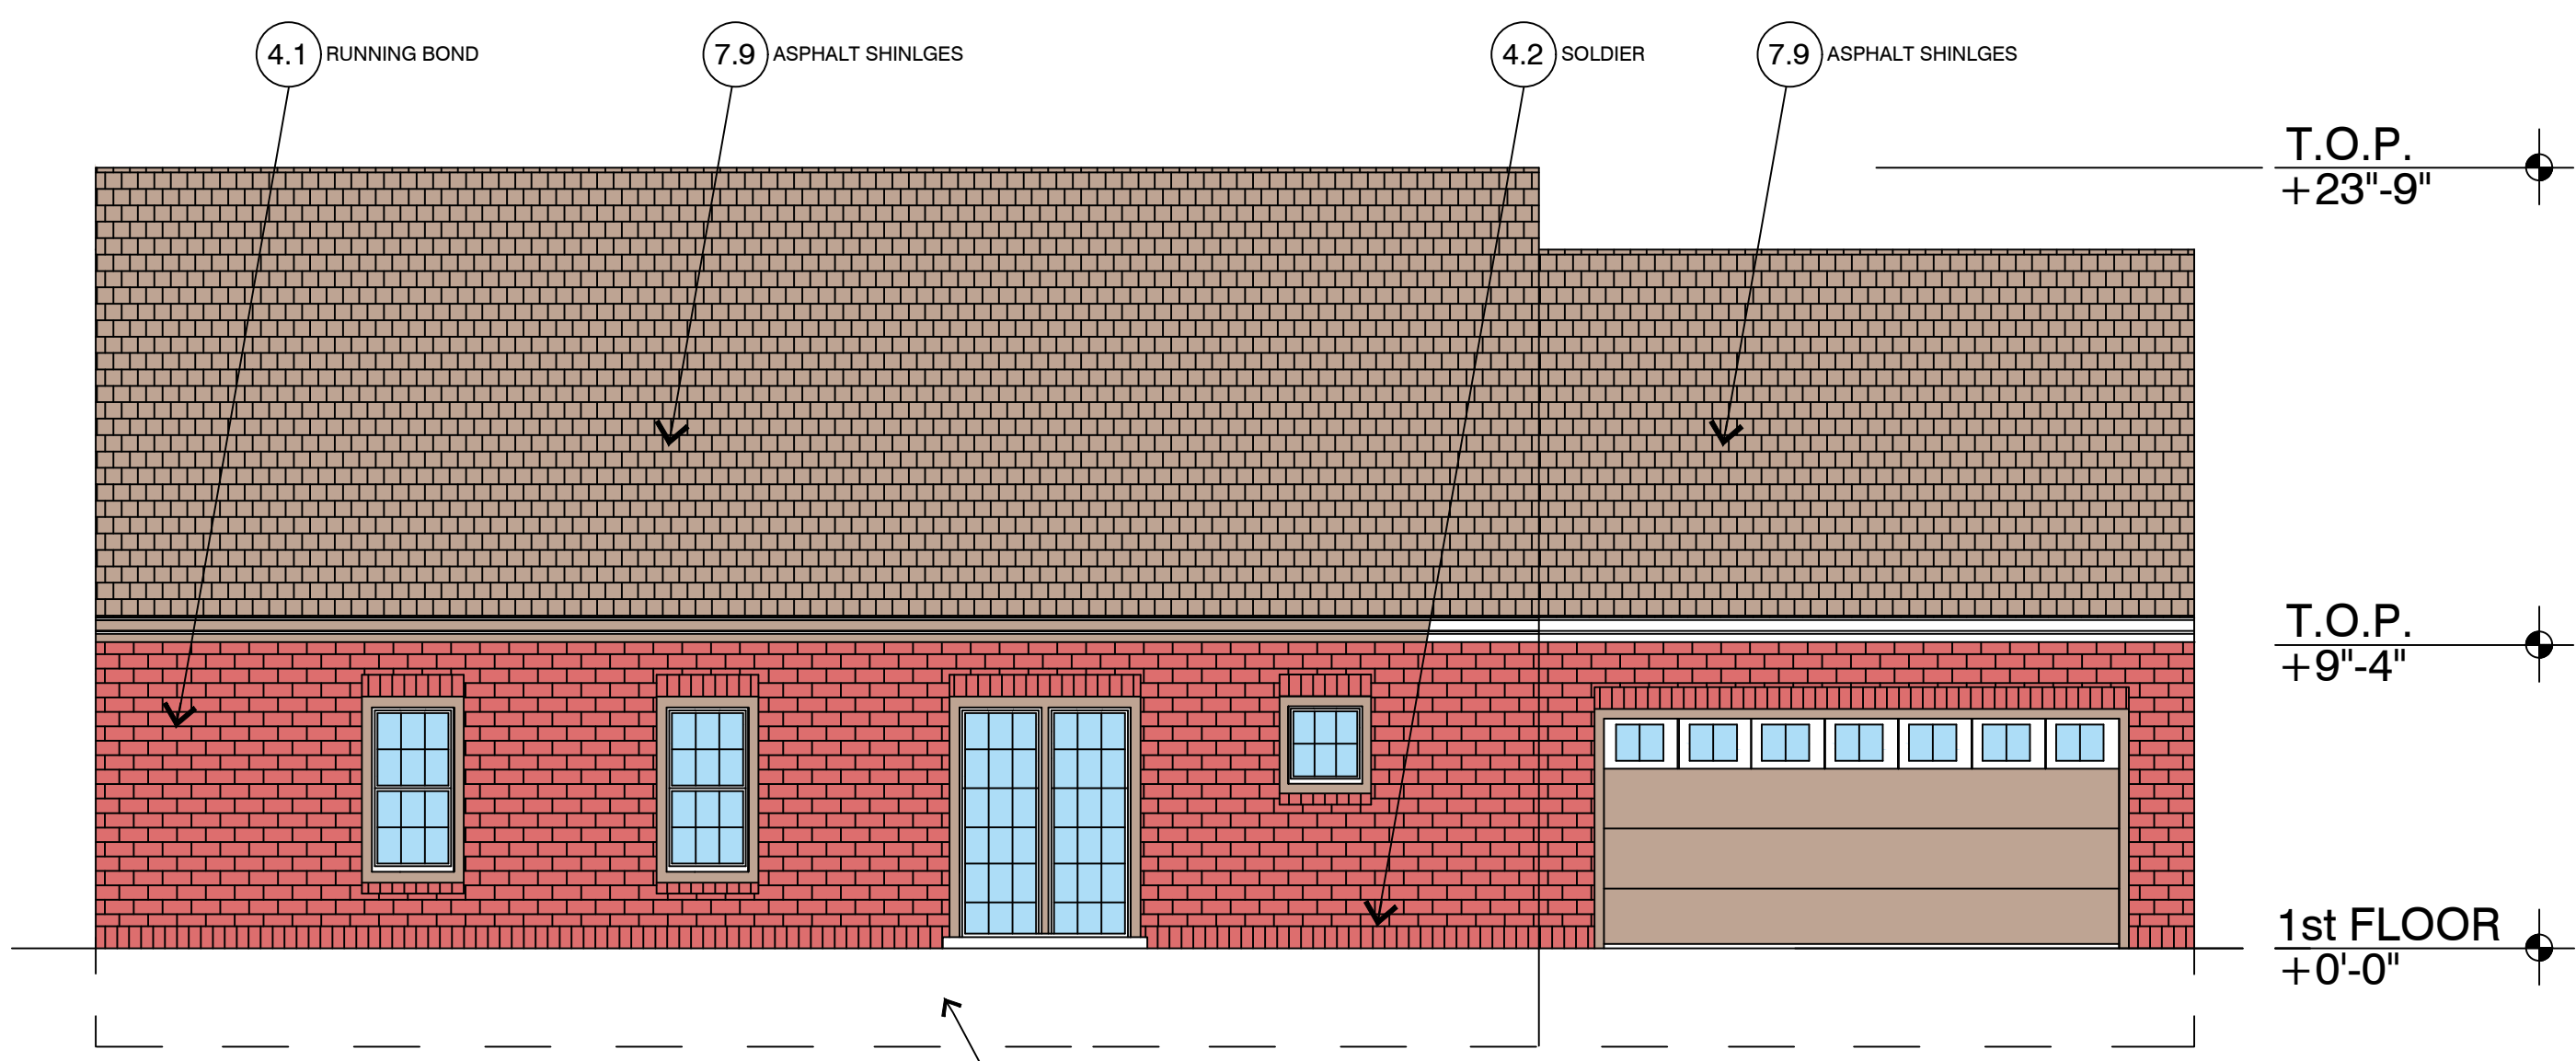 4.1 RUNNING BOND
7.9 ASPHALT SHINLGES
4.2 SOLDIER
7.9 ASPHALT SHINLGES
T.O.P.
+23"-9"
T.O.P.
+9"-4"
1st FLOOR
+0'-0"